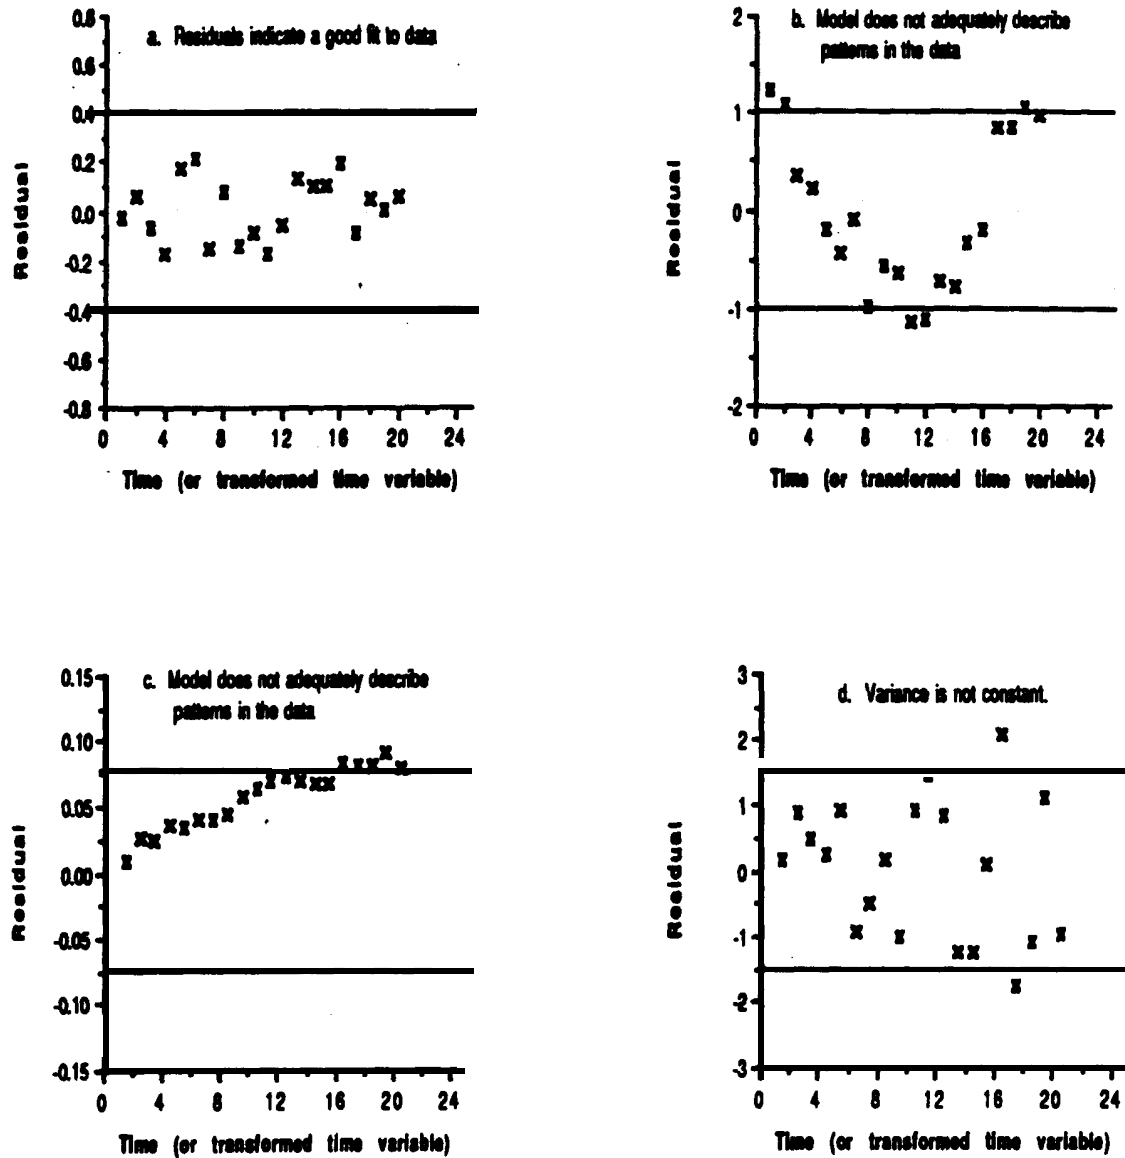 a. Residuals indicate a good fit to data
0.8
0.6
0.4
0.2
0.0
-0.2
-0.4
-0.6
-0.8
Residual
0 4 8 12 16 20 24
Time (or transformed time variable)
b. Model does not adequately describe
patterns in the data
2
1
0
-1
-2
Residual
0 4 8 12 16 20 24
Time (or transformed time variable)
c. Model does not adequately describe
patterns in the data
0.15
0.10
0.05
0.00
-0.05
-0.10
-0.15
Residual
0 4 8 12 16 20 24
Time (or transformed time variable)
d. Variance is not constant.
3
2
1
0
-1
-2
-3
Residual
0 4 8 12 16 20 24
Time (or transformed time variable)